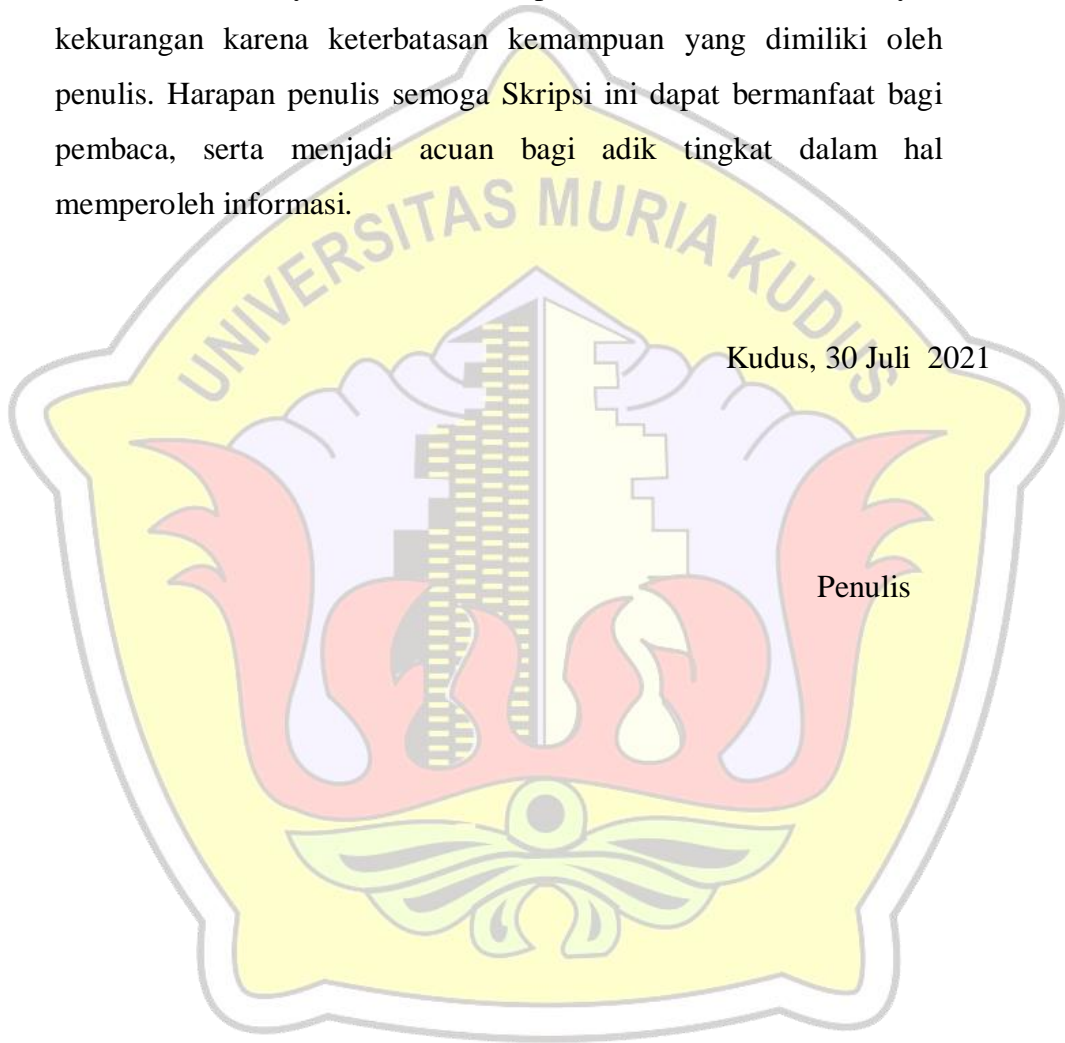 kekurangan karena keterbatasan kemampuan yang dimiliki oleh
penulis. Harapan penulis semoga Skripsi ini dapat bermanfaat bagi
pembaca, serta menjadi acuan bagi adik tingkat dalam hal
memperoleh informasi.
UNIVERSITAS MURIA KUDUS
Kudus, 30 Juli 2021
Penulis